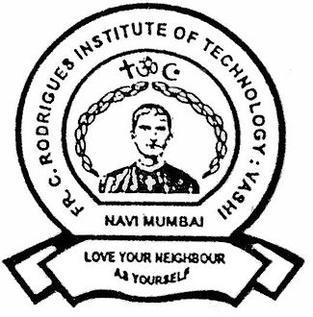 FR. C. RODRIGUES INSTITUTE OF TECHNOLOGY : VASHI
NAVI MUMBAI
LOVE YOUR NEIGHBOUR
AS YOURSELF